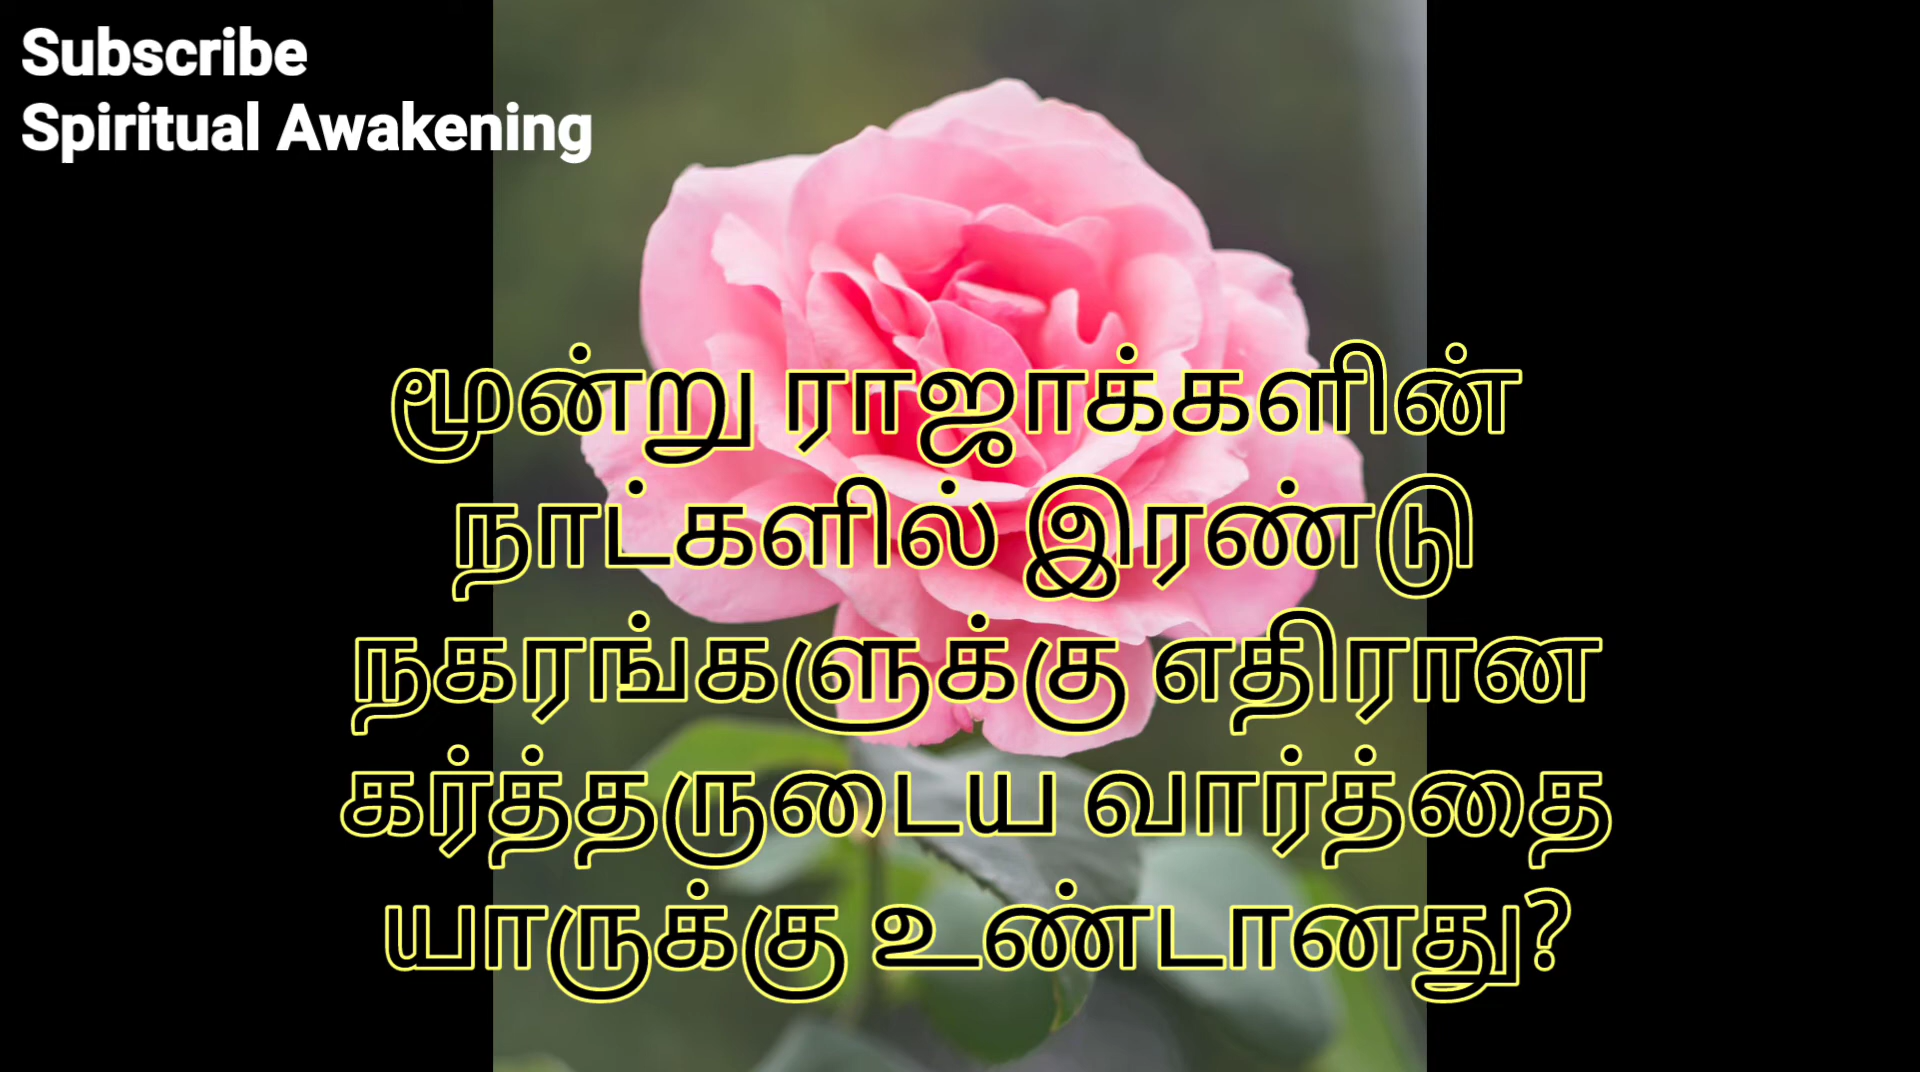 Subscribe
Spiritual Awakening
மூன்று ராஜாக்களின்
நாட்களில் இரண்டு
நகரங்களுக்கு எதிரான
கர்த்தருடைய வார்த்தை
யாருக்கு உண்டானது?